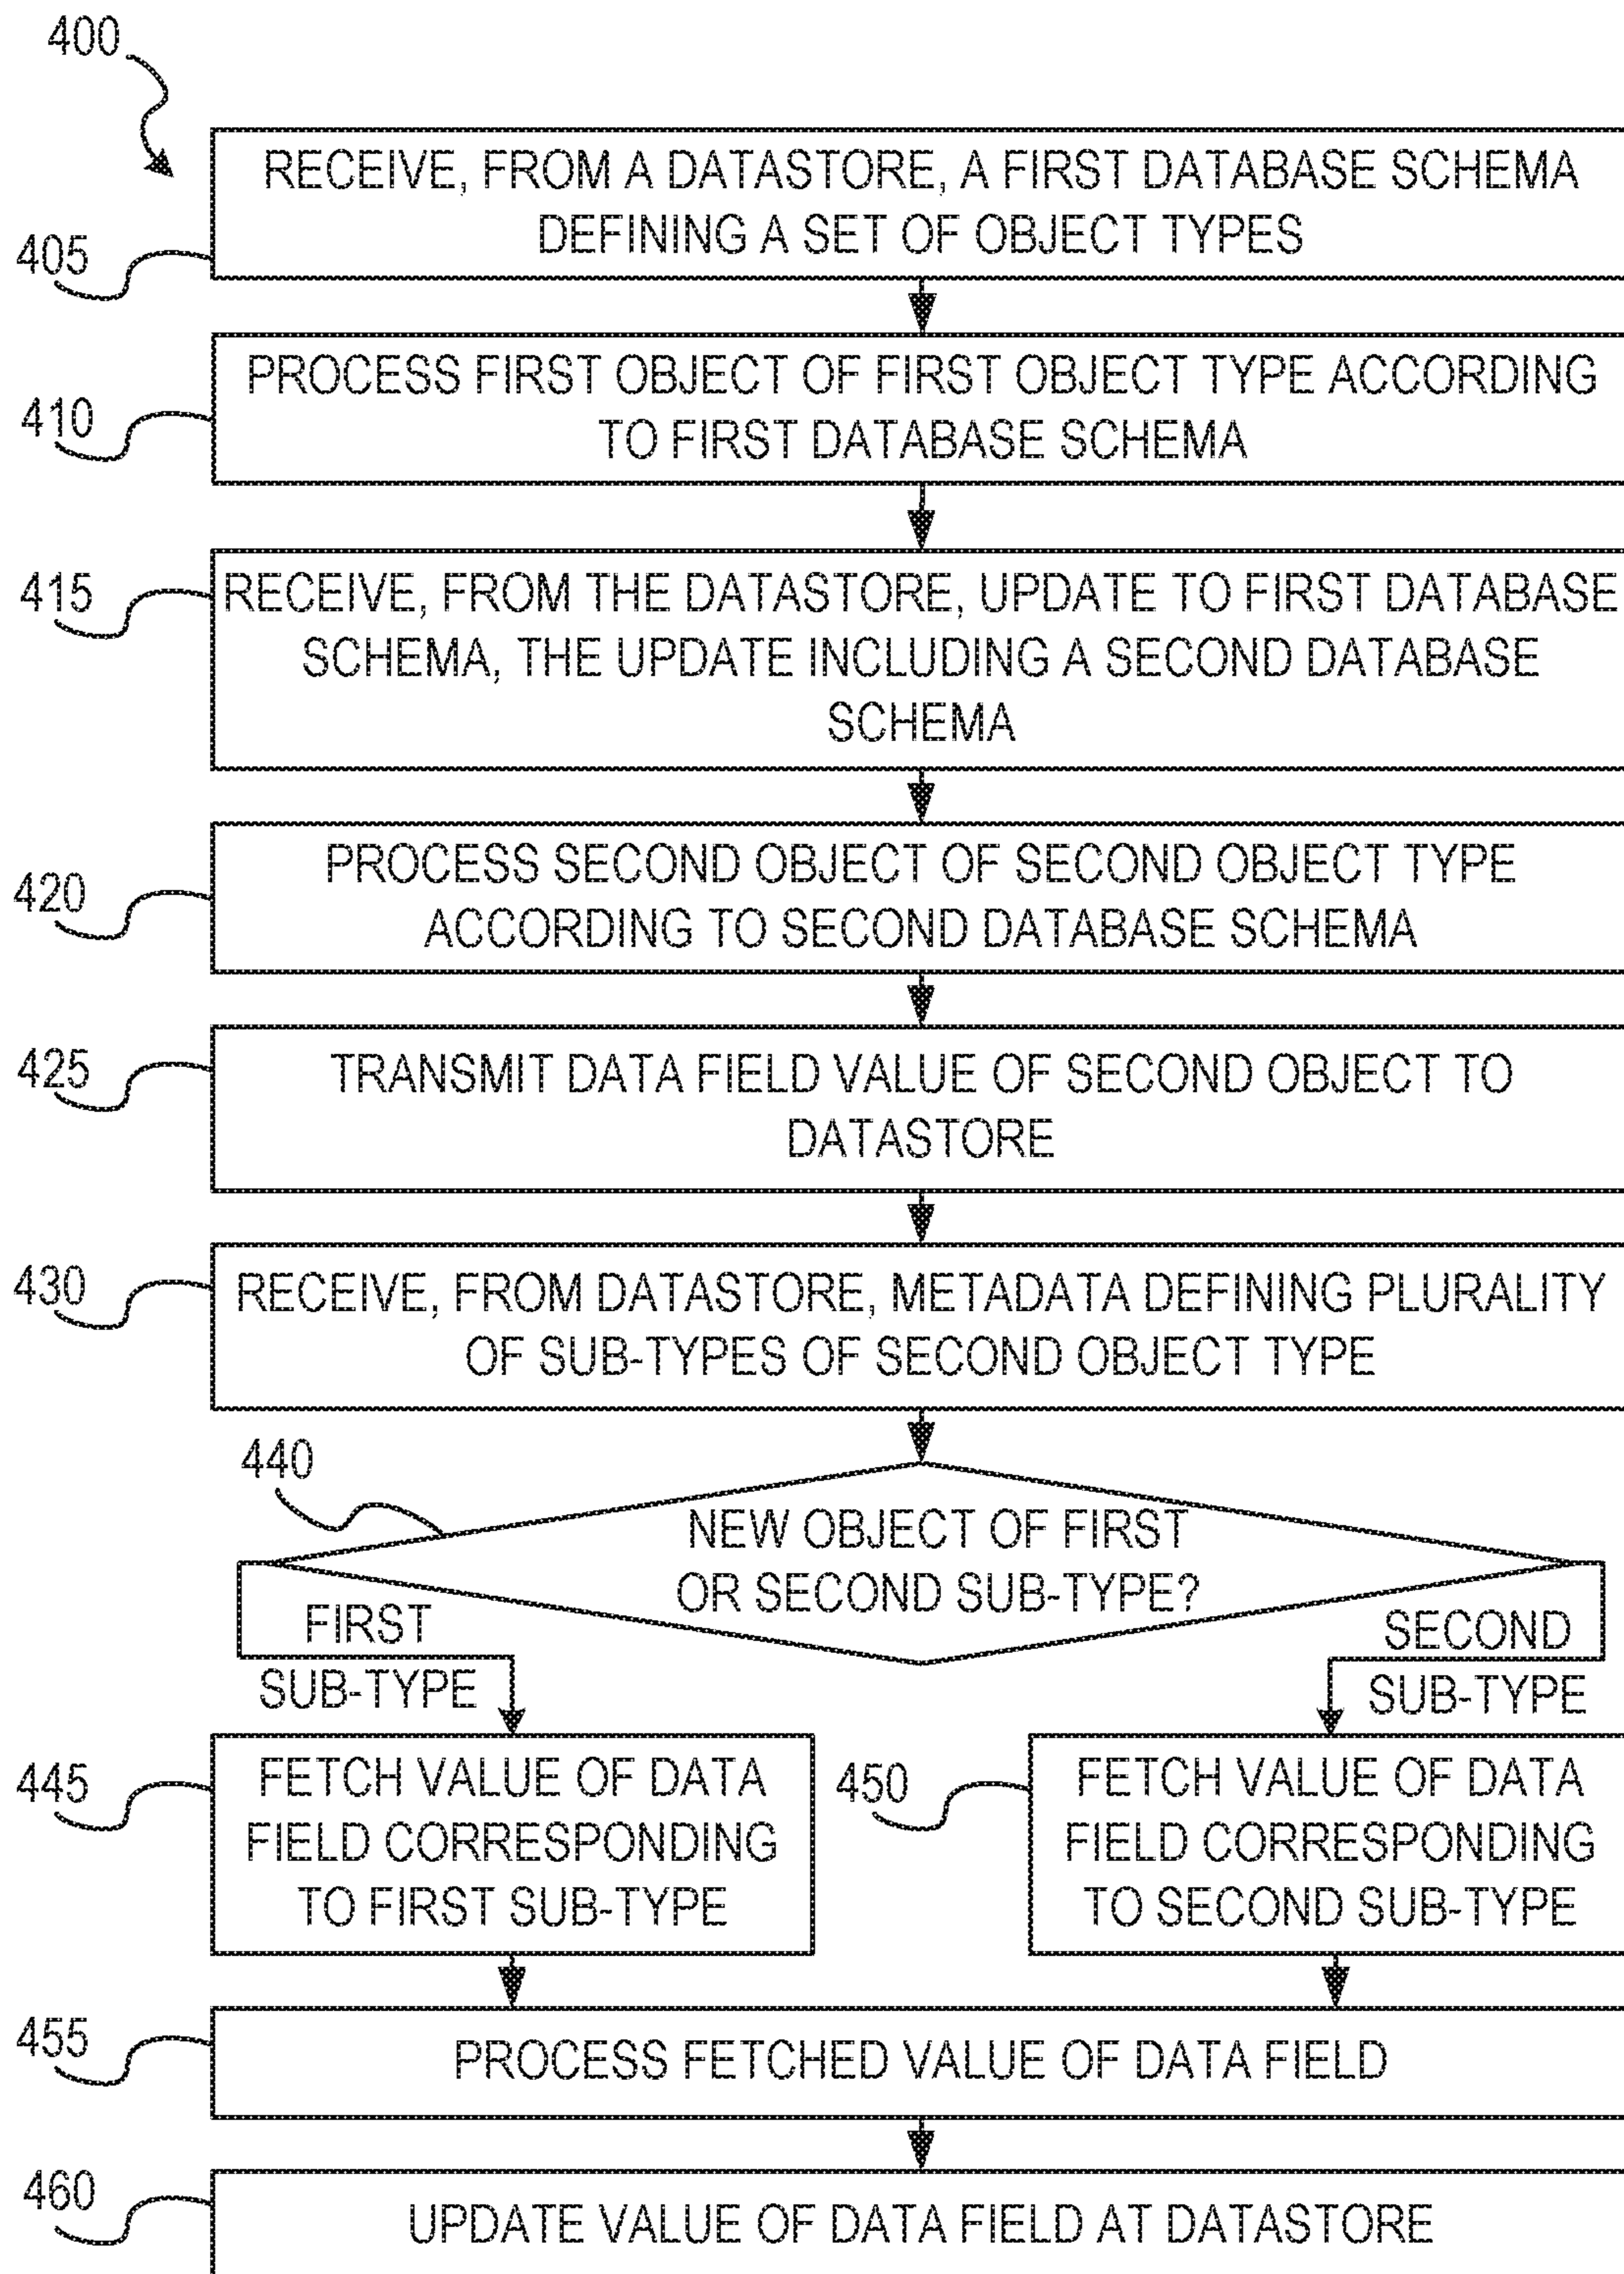 400
RECEIVE, FROM A DATASTORE, A FIRST DATABASE SCHEMA
DEFINING A SET OF OBJECT TYPES
405
PROCESS FIRST OBJECT OF FIRST OBJECT TYPE ACCORDING
TO FIRST DATABASE SCHEMA
410
RECEIVE, FROM THE DATASTORE, UPDATE TO FIRST DATABASE
SCHEMA, THE UPDATE INCLUDING A SECOND DATABASE
SCHEMA
415
PROCESS SECOND OBJECT OF SECOND OBJECT TYPE
ACCORDING TO SECOND DATABASE SCHEMA
420
TRANSMIT DATA FIELD VALUE OF SECOND OBJECT TO
DATASTORE
425
RECEIVE, FROM DATASTORE, METADATA DEFINING PLURALITY
OF SUB-TYPES OF SECOND OBJECT TYPE
430
440
NEW OBJECT OF FIRST
OR SECOND SUB-TYPE?
FIRST
SUB-TYPE
SECOND
SUB-TYPE
445
FETCH VALUE OF DATA
FIELD CORRESPONDING
TO FIRST SUB-TYPE
450
FETCH VALUE OF DATA
FIELD CORRESPONDING
TO SECOND SUB-TYPE
455
PROCESS FETCHED VALUE OF DATA FIELD
460
UPDATE VALUE OF DATA FIELD AT DATASTORE